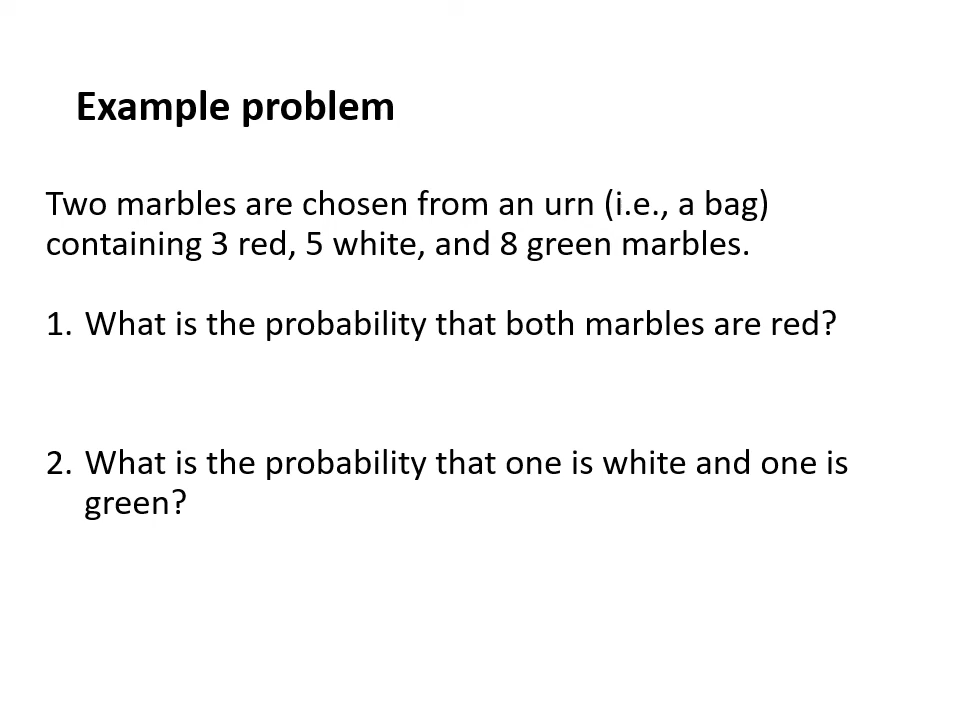 Example problem
Two marbles are chosen from an urn (i.e., a bag)
containing 3 red, 5 white, and 8 green marbles.
1. What is the probability that both marbles are red?
2. What is the probability that one is white and one is
green?